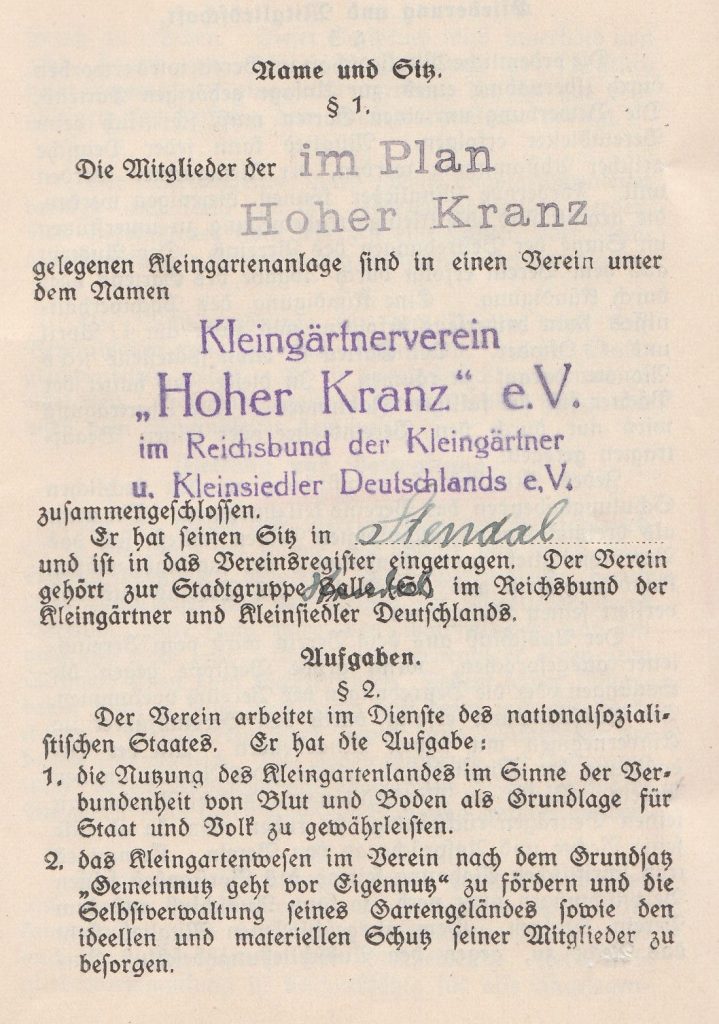 Name und Sitz.
§ 1.
Die Mitglieder der im Plan
Hoher Kranz
gelegenen Kleingartenanlage sind in einen Verein unter
dem Namen
Kleingärtnerverein
„Hoher Kranz“ e.V.
im Reichsbund der Kleingärtner
u. Kleinsiedler Deutschlands e.V.
zusammengeschlossen.
Er hat seinen Sitz in Stendal
und ist in das Vereinsregister eingetragen. Der Verein
gehört zur Stadtgruppe im Reichsbund der
Kleingärtner und Kleinsiedler Deutschlands.
Aufgaben.
§ 2.
Der Verein arbeitet im Dienste des nationalsoziali-
stischen Staates. Er hat die Aufgabe:
1. die Nutzung des Kleingartenlandes im Sinne der Ver-
bundenheit von Blut und Boden als Grundlage für
Staat und Volk zu gewährleisten.
2. das Kleingartenwesen im Verein nach dem Grundsatz
„Gemeinnutz geht vor Eigennutz“ zu fördern und die
Selbstverwaltung seines Gartengeländes sowie den
ideellen und materiellen Schutz seiner Mitglieder zu
besorgen.